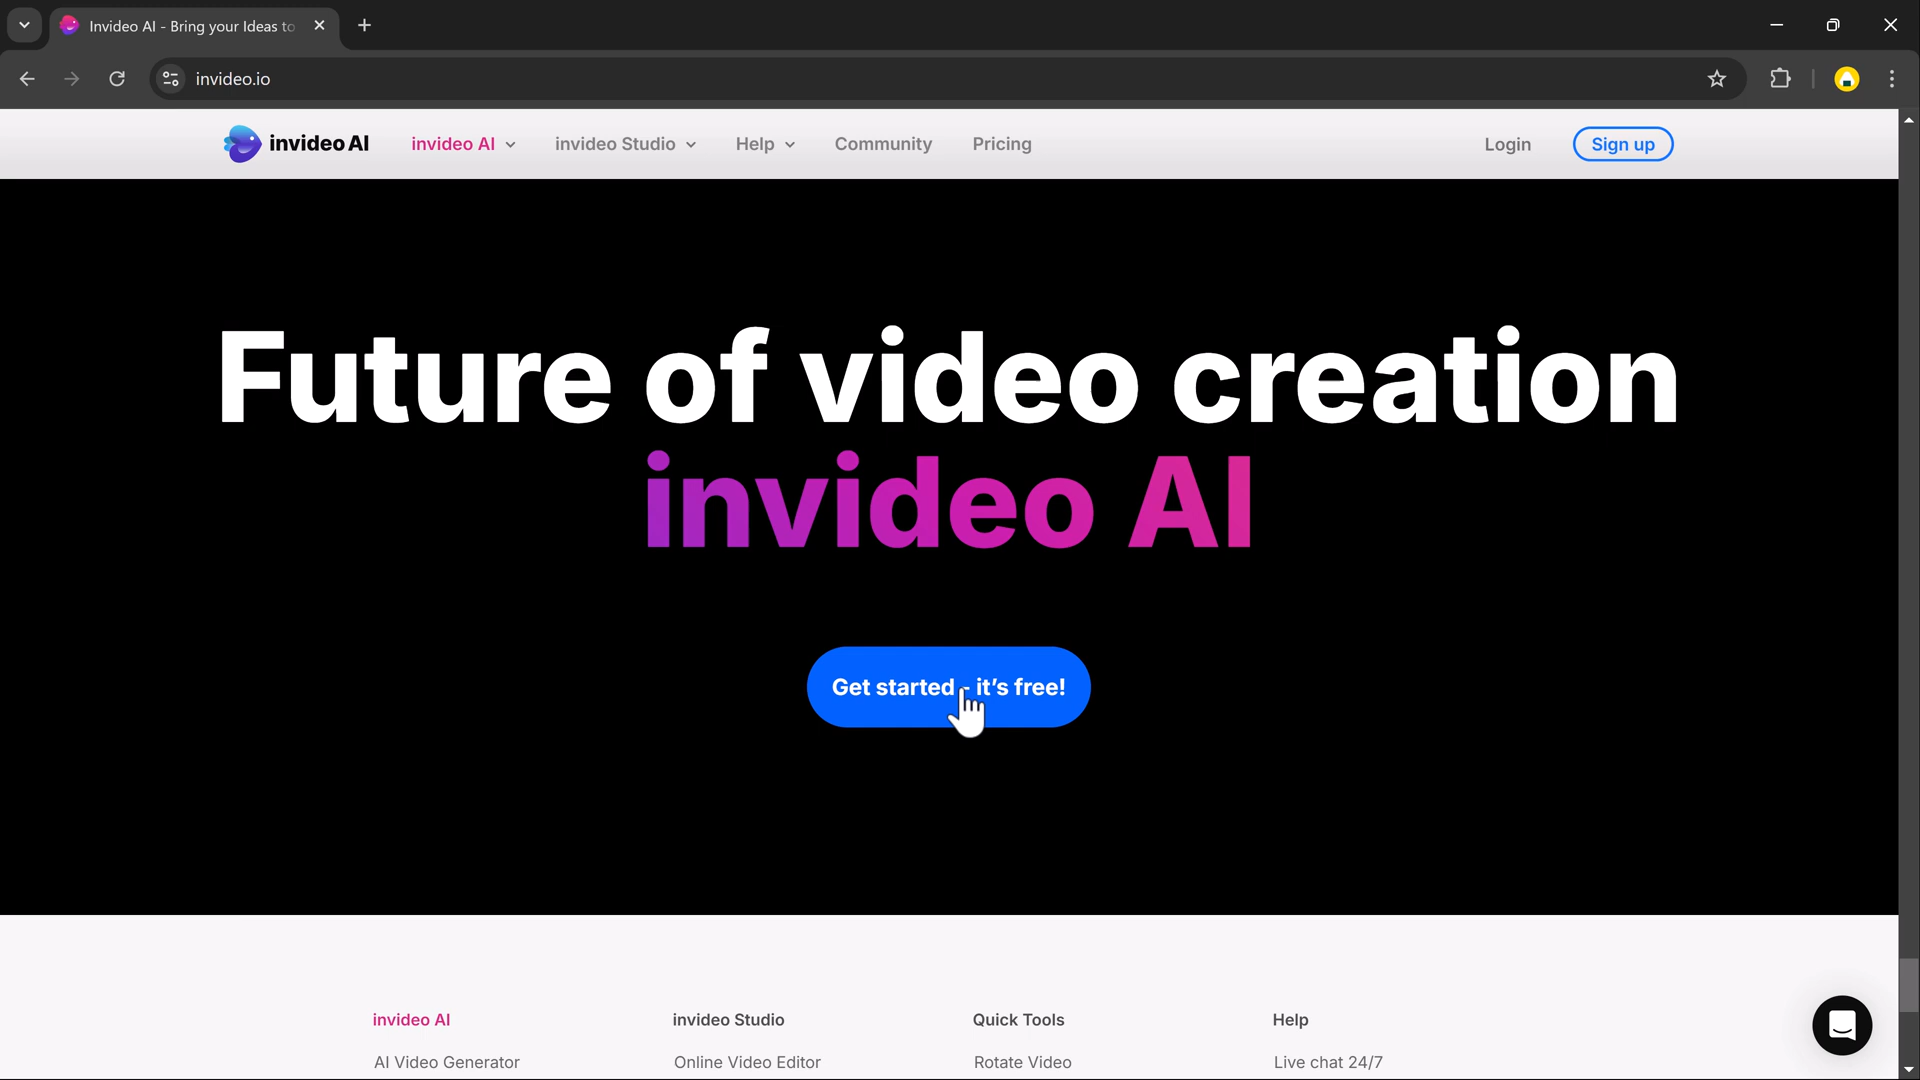 Invideo AI - Bring your Ideas to
invideo.io
invideo AI
invideo AI
invideo Studio
Help
Community
Pricing
Login
Sign up
Future of video creation
invideo AI
Get started - it's free!
invideo AI
invideo Studio
Quick Tools
Help
AI Video Generator
Online Video Editor
Rotate Video
Live chat 24/7